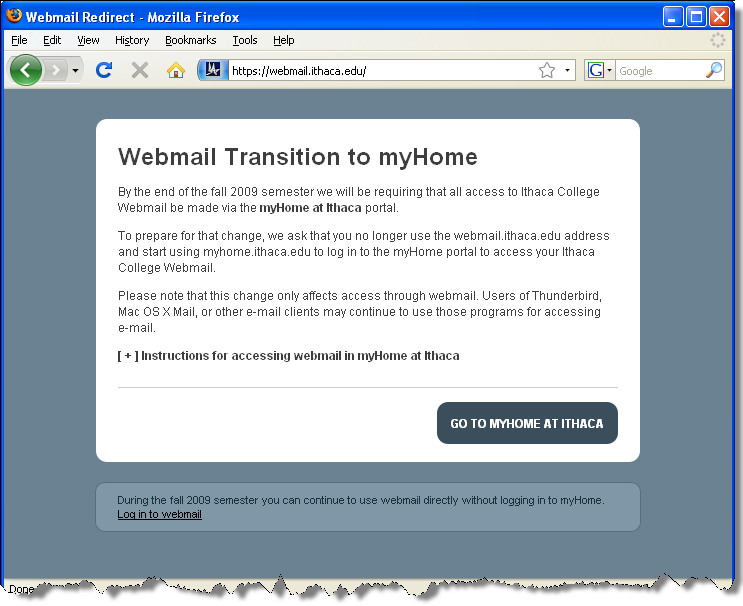 Webmail Redirect - Mozilla Firefox
File Edit View History Bookmarks Tools Help
https://webmail.ithaca.edu/
G Google
Webmail Transition to myHome
By the end of the fall 2009 semester we will be requiring that all access to Ithaca College
Webmail be made via the myHome at Ithaca portal.
To prepare for that change, we ask that you no longer use the webmail.ithaca.edu address
and start using myhome.ithaca.edu to log in to the myHome portal to access your Ithaca
College Webmail.
Please note that this change only affects access through webmail. Users of Thunderbird,
Mac OS X Mail, or other e-mail clients may continue to use those programs for accessing
e-mail.
[ + ] Instructions for accessing webmail in myHome at Ithaca
GO TO MYHOME AT ITHACA
During the fall 2009 semester you can continue to use webmail directly without logging in to myHome.
Log in to webmail
Done